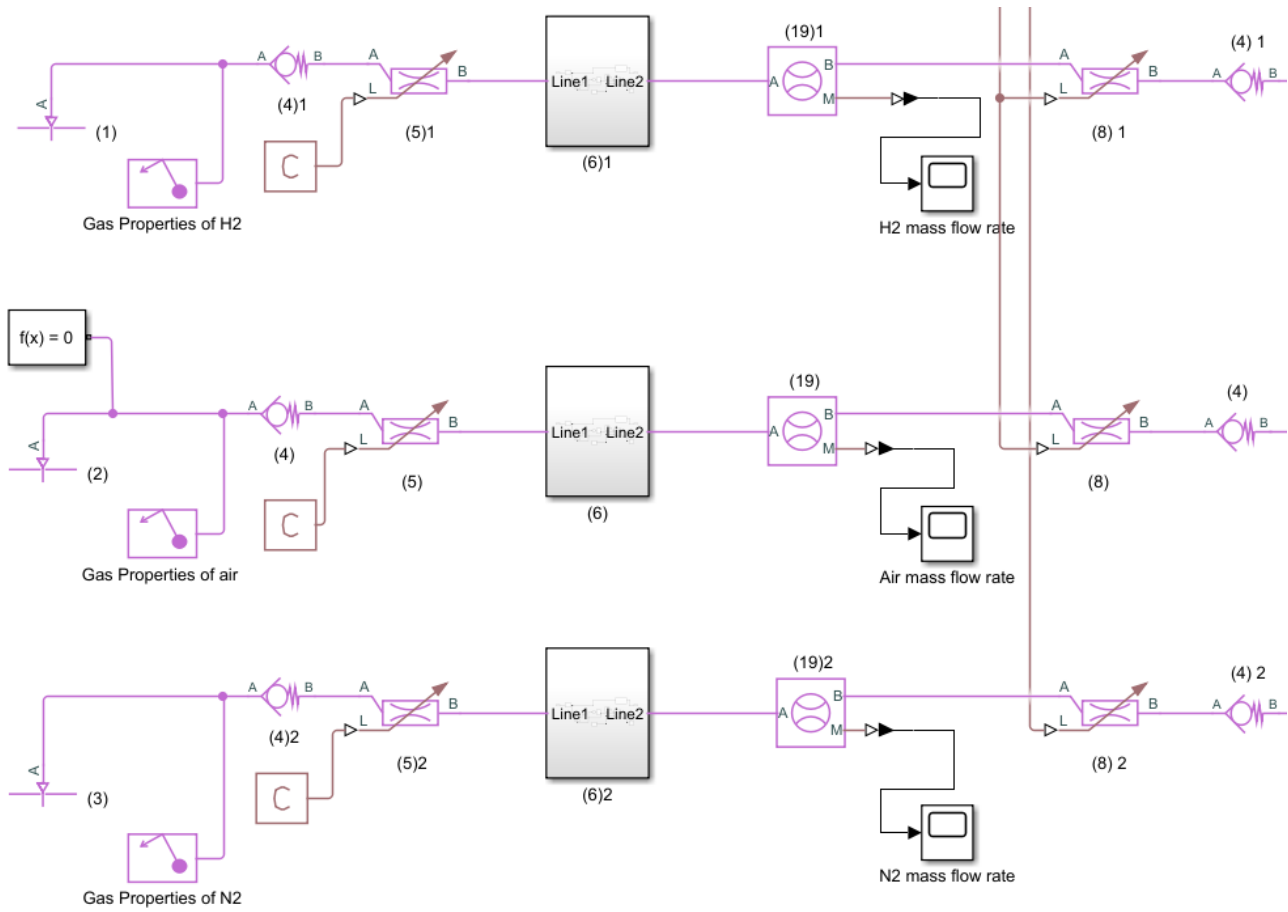 (19)1
(4) 1
A
B
A
B
B
A
A
B
A
L
A
Line1
Line2
M
L
(1)
(4)1
(5)1
(8) 1
C
(6)1
Gas Properties of H2
H2 mass flow rate
f(x) = 0
(19)
(4)
A
B
A
B
B
A
A
B
A
L
A
Line1
Line2
M
L
B
(2)
(4)
(5)
(8)
C
(6)
Gas Properties of air
Air mass flow rate
(19)2
(4) 2
A
B
A
B
B
A
A
B
A
L
A
Line1
Line2
M
L
B
(3)
(4)2
(5)2
(8) 2
C
(6)2
Gas Properties of N2
N2 mass flow rate